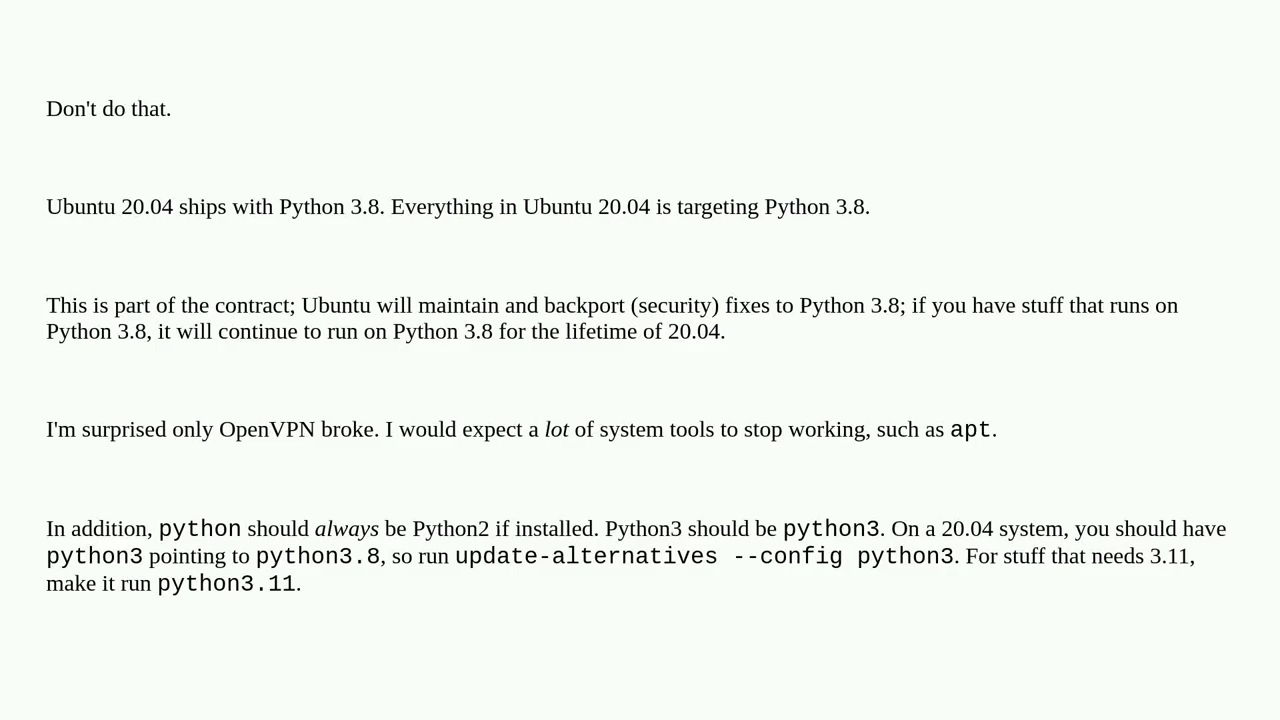 Don't do that.
Ubuntu 20.04 ships with Python 3.8. Everything in Ubuntu 20.04 is targeting Python 3.8.
This is part of the contract; Ubuntu will maintain and backport (security) fixes to Python 3.8; if you have stuff that runs on
Python 3.8, it will continue to run on Python 3.8 for the lifetime of 20.04.
I'm surprised only OpenVPN broke. I would expect a lot of system tools to stop working, such as apt.
In addition, python should always be Python2 if installed. Python3 should be python3. On a 20.04 system, you should have
python3 pointing to python3.8, so run update-alternatives --config python3. For stuff that needs 3.11,
make it run python3.11.